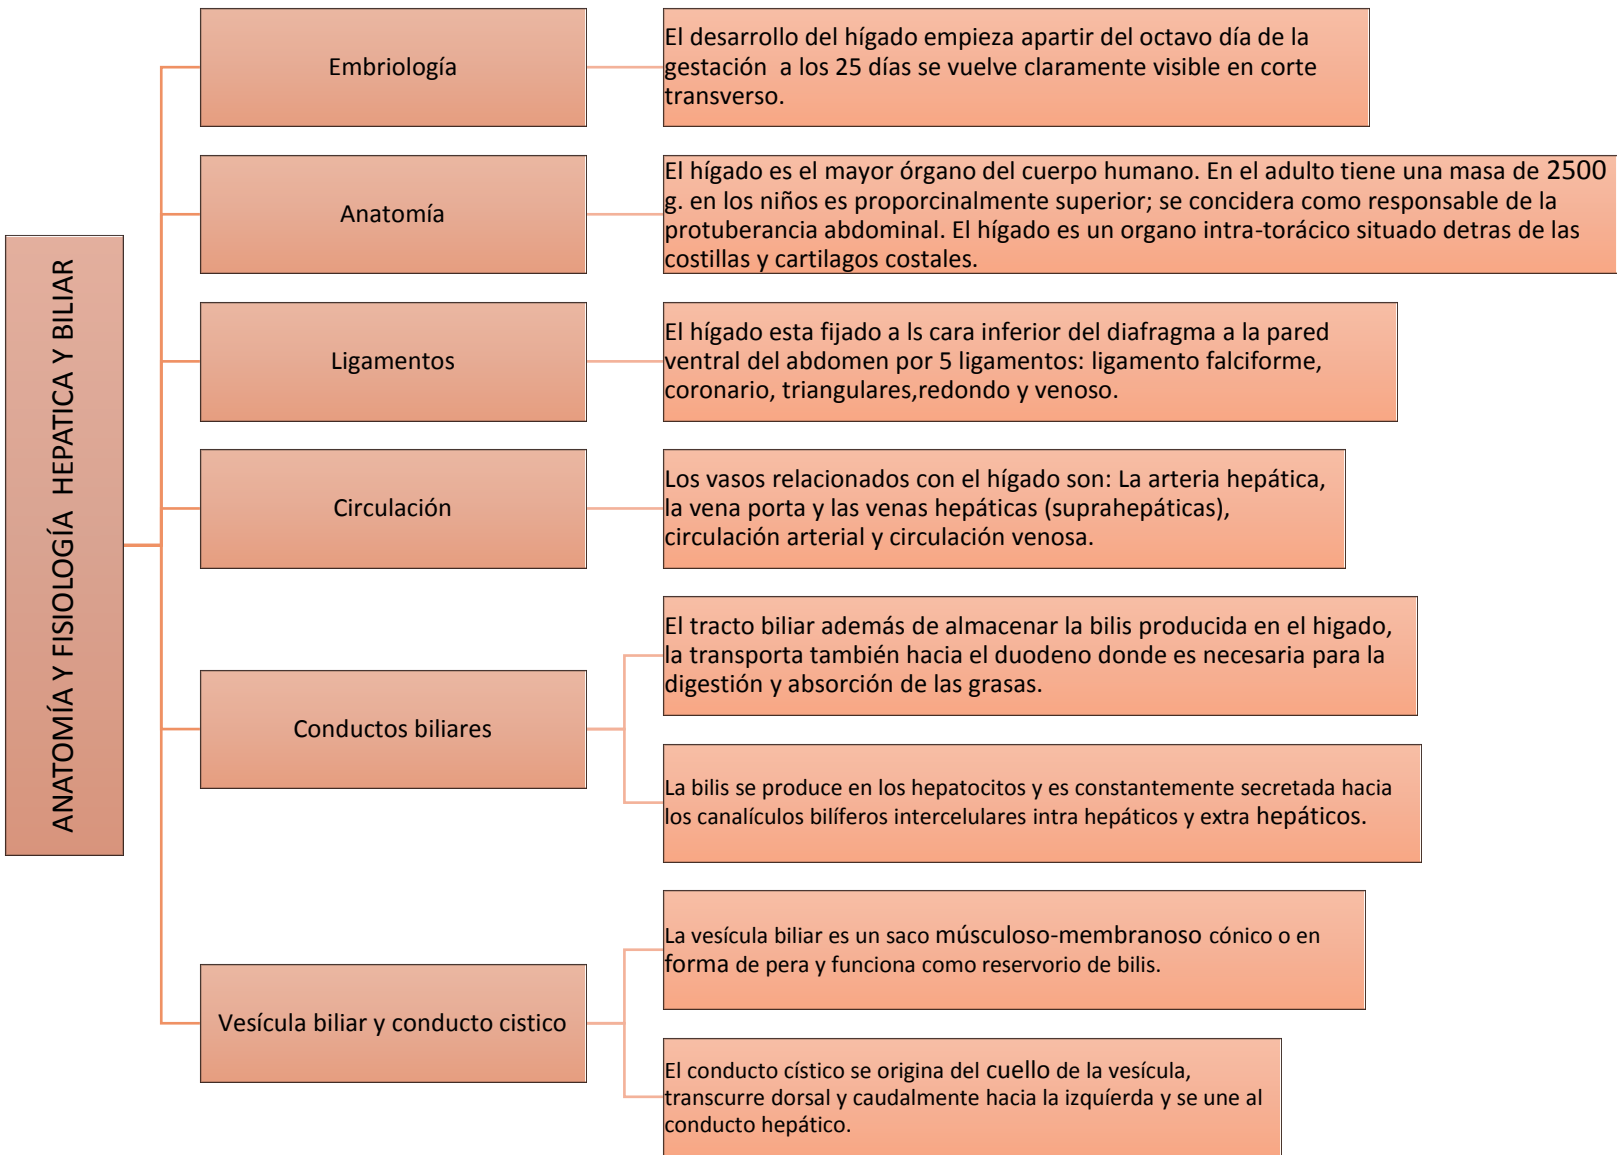 ANATOMÍA Y FISIOLOGÍA HEPATICA Y BILIAR
Embriología
El desarrollo del hígado empieza apartir del octavo día de la
gestación a los 25 días se vuelve claramente visible en corte
transverso.
Anatomía
El hígado es el mayor órgano del cuerpo humano. En el adulto tiene una masa de 2500
g. en los niños es proporcinalmente superior; se concidera como responsable de la
protuberancia abdominal. El hígado es un organo intra-torácico situado detras de las
costillas y cartilagos costales.
Ligamentos
El hígado esta fijado a ls cara inferior del diafragma a la pared
ventral del abdomen por 5 ligamentos: ligamento falciforme,
coronario, triangulares,redondo y venoso.
Circulación
Los vasos relacionados con el hígado son: La arteria hepática,
la vena porta y las venas hepáticas (suprahepáticas),
circulación arterial y circulación venosa.
Conductos biliares
El tracto biliar además de almacenar la bilis producida en el higado,
la transporta también hacia el duodeno donde es necesaria para la
digestión y absorción de las grasas.
La bilis se produce en los hepatocitos y es constantemente secretada hacia
los canalículos bilíferos intercelulares intra hepáticos y extra hepáticos.
Vesícula biliar y conducto cistico
La vesícula biliar es un saco músculoso-membranoso cónico o en
forma de pera y funciona como reservorio de bilis.
El conducto cístico se origina del cuello de la vesícula,
transcurre dorsal y caudalmente hacia la izquíerda y se une al
conducto hepático.